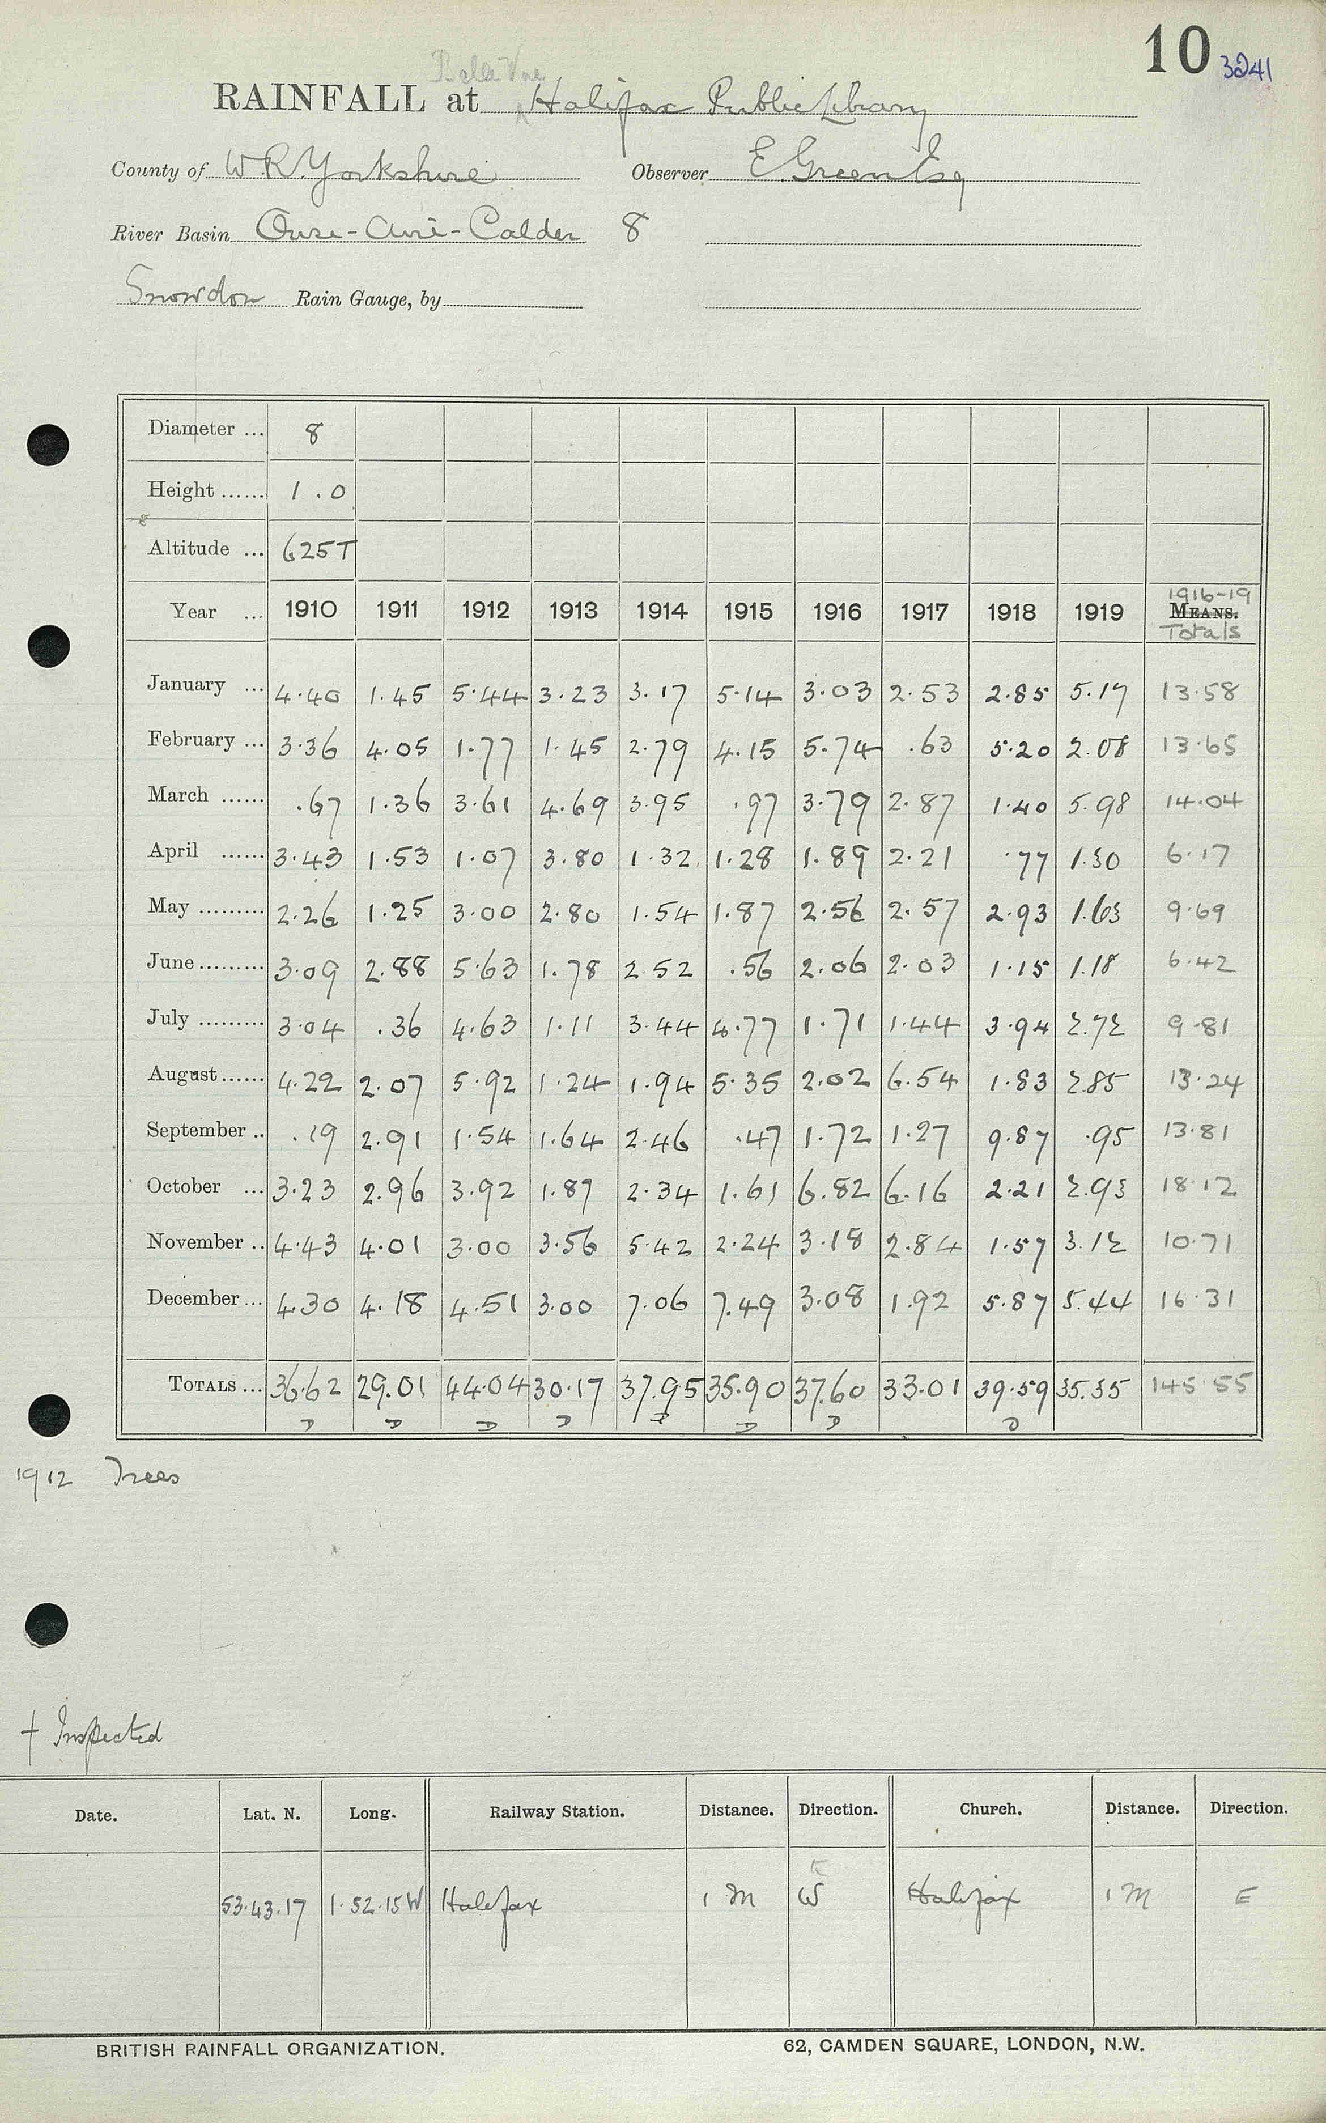 10 3241
Belle Vue
RAINFALL at Halifax Public Library
County of W.R. Yorkshire Observer E. Green Esq
River Basin Ouse-Aire-Calder 8
Snowdon Rain Gauge, by
Diameter ... 8
Height ...... 1.0
Altitude ... 625T
1916-19
Year ... 1910 1911 1912 1913 1914 1915 1916 1917 1918 1919 MEANS.
Totals
January ... 4.40 1.45 5.44 3.23 3.17 5.14 3.03 2.53 2.85 5.17 13.58
February ... 3.36 4.05 1.77 1.45 2.79 4.15 5.74 .63 5.20 2.08 13.65
March ...... .67 1.36 3.61 4.69 3.95 .97 3.79 2.87 1.40 5.98 14.04
April ...... 3.43 1.53 1.07 3.80 1.32 1.28 1.89 2.21 .77 1.30 6.17
May ......... 2.26 1.25 3.00 2.80 1.54 1.87 2.56 2.57 2.93 1.63 9.69
June ......... 3.09 2.88 5.63 1.78 2.52 .56 2.06 2.03 1.15 1.18 6.42
July ......... 3.04 .36 4.63 1.11 3.44 4.77 1.71 1.44 3.94 2.72 9.81
August ...... 4.22 2.07 5.92 1.24 1.94 5.35 2.02 6.54 1.83 2.85 13.24
September .. .19 2.91 1.54 1.64 2.46 .47 1.72 1.27 9.87 .95 13.81
October ... 3.23 2.96 3.92 1.87 2.34 1.61 6.82 6.16 2.21 2.93 18.12
November .. 4.43 4.01 3.00 3.56 5.42 2.24 3.18 2.84 1.57 3.12 10.71
December ... 4.30 4.18 4.51 3.00 7.06 7.49 3.08 1.92 5.87 5.44 16.31
TOTALS ... 36.62 29.01 44.04 30.17 37.95 35.90 37.60 33.01 39.59 35.35 145.55
D D D D D D D D
1912 Trees
† Inspected
Date. Lat. N. Long. Railway Station. Distance. Direction. Church. Distance. Direction.
E
53.43.17 1.52.15W Halifax 1 M W Halifax 1 M E
BRITISH RAINFALL ORGANIZATION. 62, CAMDEN SQUARE, LONDON, N.W.